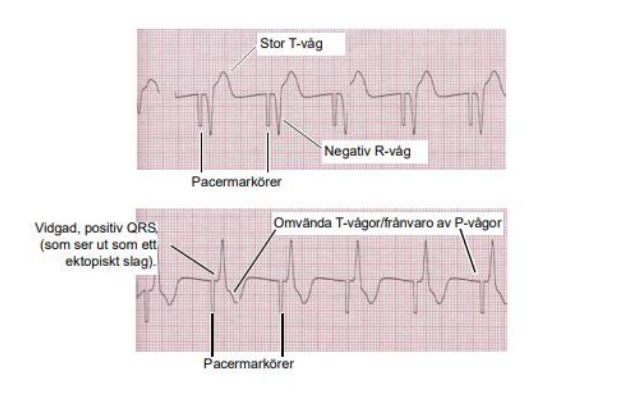 Stor T-våg
Negativ R-våg
Pacermarkörer
Vidgad, positiv QRS,
(som ser ut som ett
ektopiskt slag).
Omvända T-vågor/frånvaro av P-vågor
Pacermarkörer